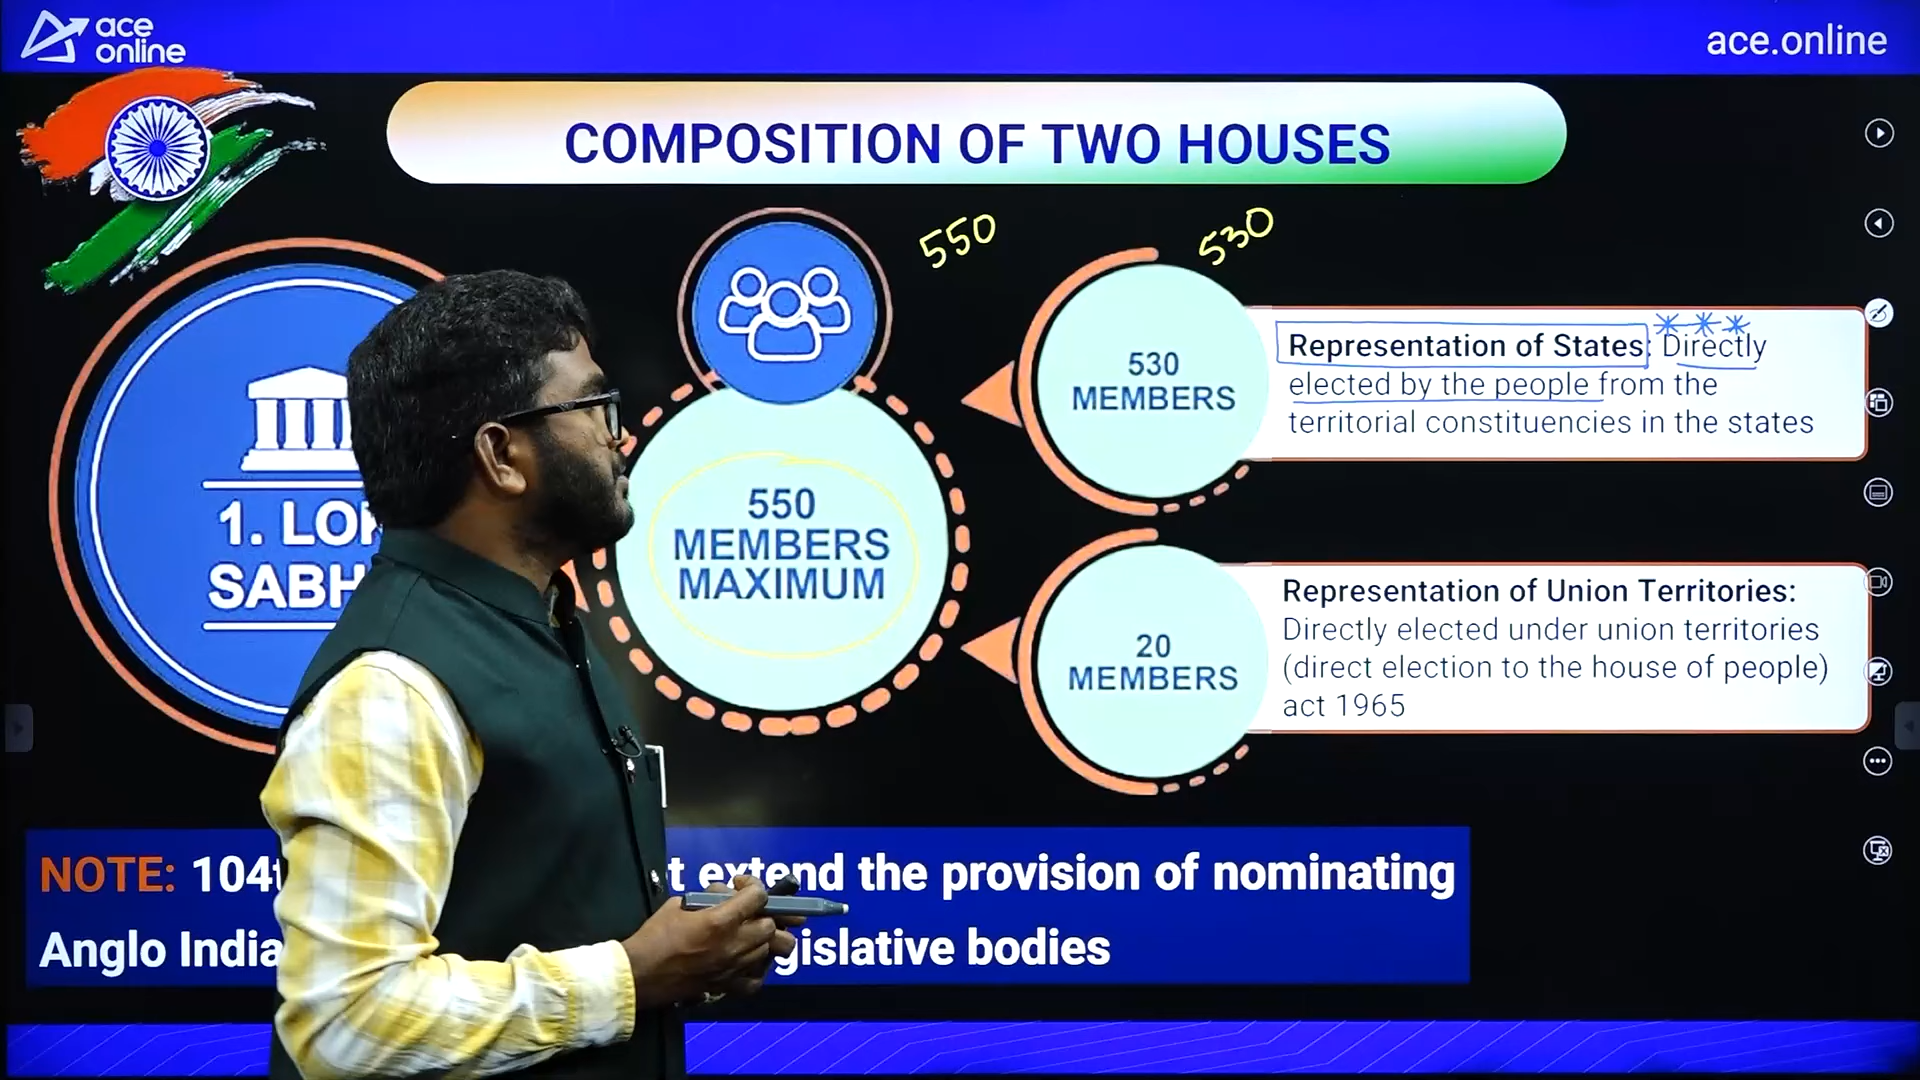 ace
online
ace.online
COMPOSITION OF TWO HOUSES
550
530
1. LOK
SABH
550
MEMBERS
MAXIMUM
530
MEMBERS
Representation of States: Directly
elected by the people from the
territorial constituencies in the states
20
MEMBERS
Representation of Union Territories:
Directly elected under union territories
(direct election to the house of people)
act 1965
NOTE: 104t extend the provision of nominating
Anglo India gislative bodies